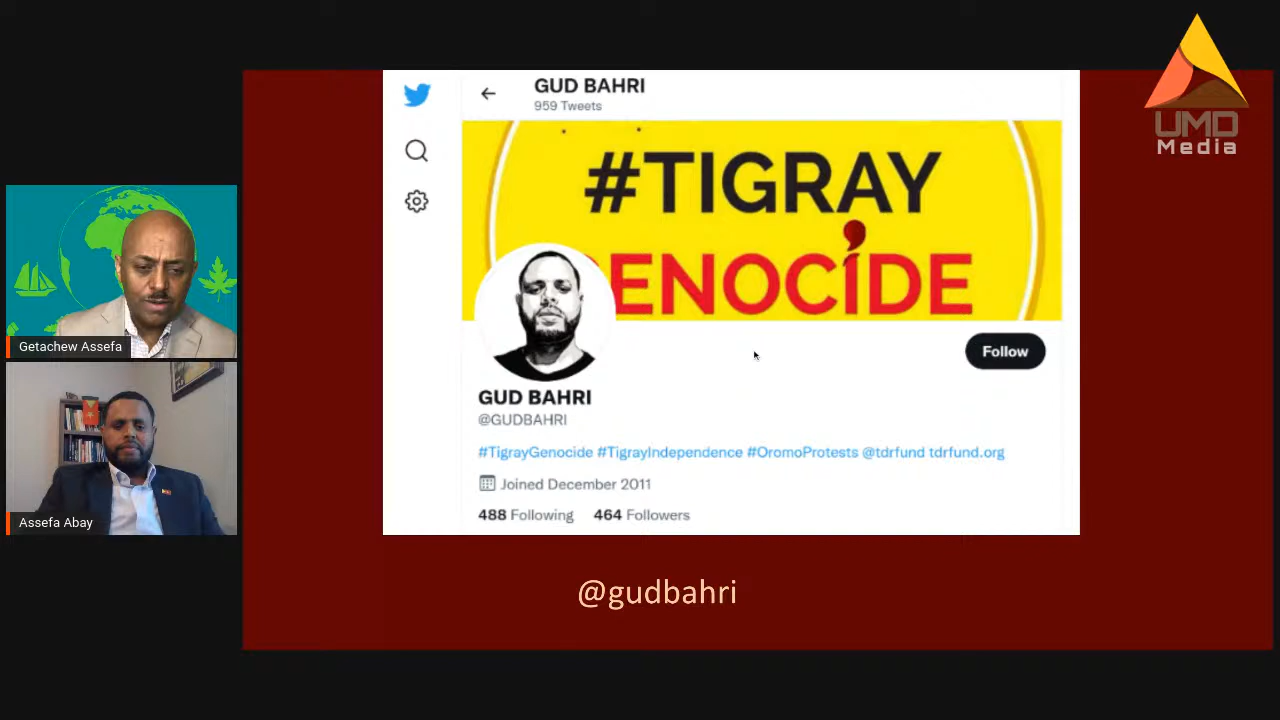 UMD
Media
GUD BAHRI
959 Tweets
#TIGRAY
GENOCIDE
Follow
GUD BAHRI
@GUDBAHRI
#TigrayGenocide #TigrayIndependence #OromoProtests @tdrfund tdrfund.org
Joined December 2011
488 Following 464 Followers
@gudbahri
Getachew Assefa
Assefa Abay